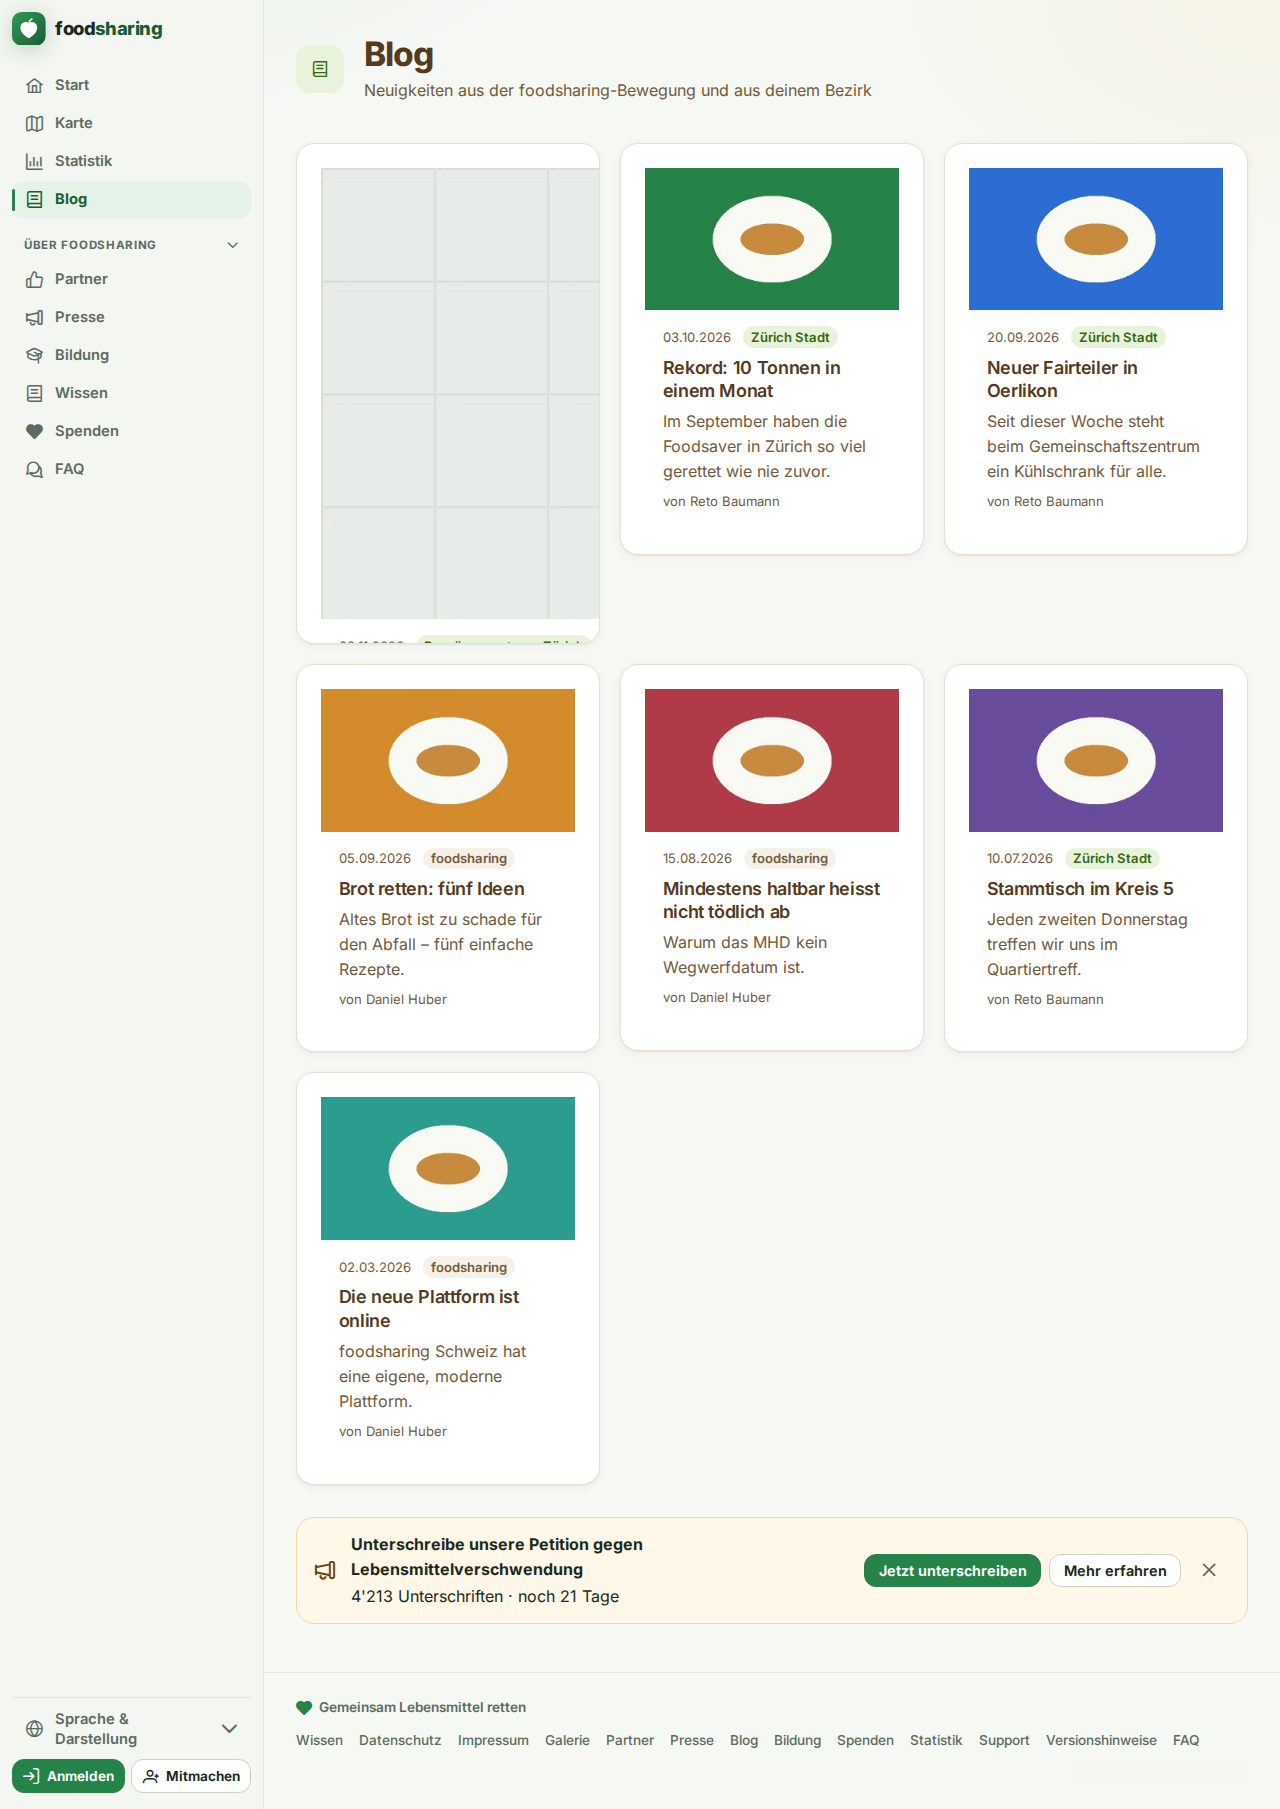 foodsharing
Start
Karte
Statistik
Blog
ÜBER FOODSHARING
Partner
Presse
Bildung
Wissen
Spenden
FAQ
Sprache &
Darstellung
Anmelden
Mitmachen
Blog
Neuigkeiten aus der foodsharing-Bewegung und aus deinem Bezirk
03.10.2026 Zürich Stadt
Rekord: 10 Tonnen in
einem Monat
Im September haben die
Foodsaver in Zürich so viel
gerettet wie nie zuvor.
von Reto Baumann
20.09.2026 Zürich Stadt
Neuer Fairteiler in
Oerlikon
Seit dieser Woche steht
beim Gemeinschaftszentrum
ein Kühlschrank für alle.
von Reto Baumann
05.09.2026 foodsharing
Brot retten: fünf Ideen
Altes Brot ist zu schade für
den Abfall – fünf einfache
Rezepte.
von Daniel Huber
15.08.2026 foodsharing
Mindestens haltbar heisst
nicht tödlich ab
Warum das MHD kein
Wegwerfdatum ist.
von Daniel Huber
10.07.2026 Zürich Stadt
Stammtisch im Kreis 5
Jeden zweiten Donnerstag
treffen wir uns im
Quartiertreff.
von Reto Baumann
02.03.2026 foodsharing
Die neue Plattform ist
online
foodsharing Schweiz hat
eine eigene, moderne
Plattform.
von Daniel Huber
Unterschreibe unsere Petition gegen
Lebensmittelverschwendung
4'213 Unterschriften · noch 21 Tage
Jetzt unterschreiben
Mehr erfahren
Gemeinsam Lebensmittel retten
Wissen Datenschutz Impressum Galerie Partner Presse Blog Bildung Spenden Statistik Support Versionshinweise FAQ